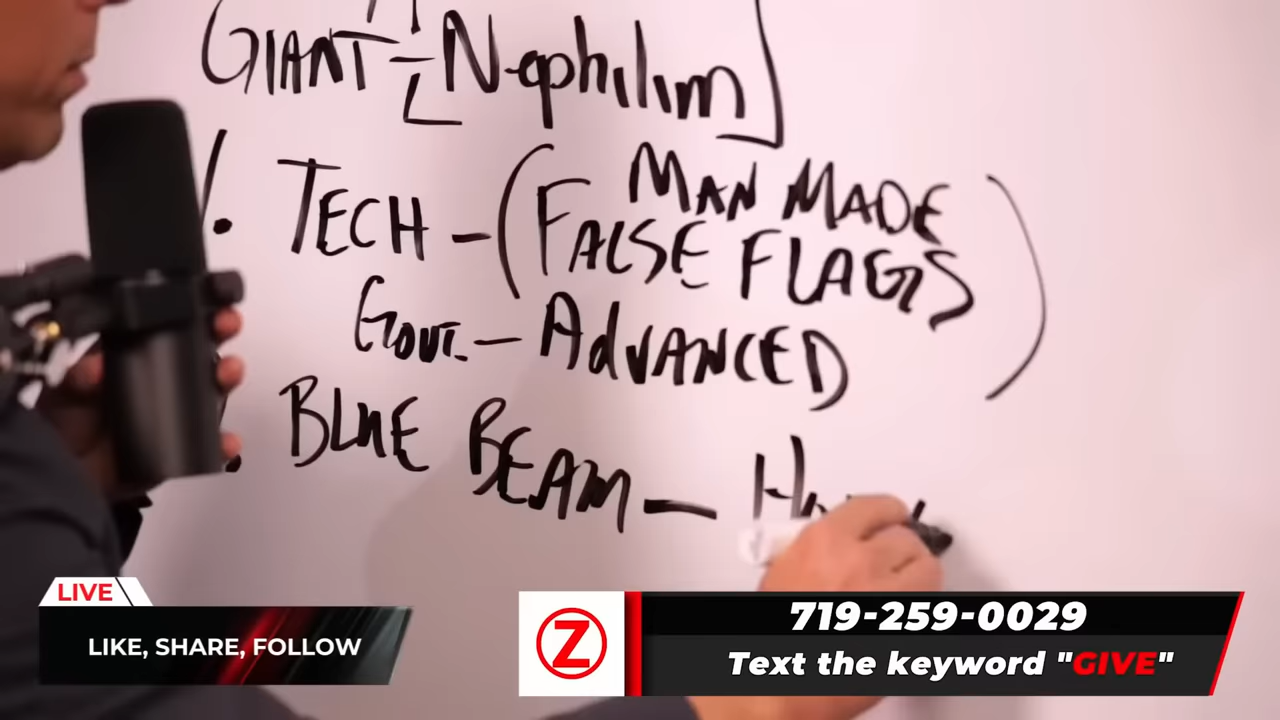 GIANT - [Nephilim]
1. TECH - (MAN MADE
FALSE FLAGS)
GOVT. - ADVANCED
BLUE BEAM -
LIVE
LIKE, SHARE, FOLLOW
Z
719-259-0029
Text the keyword "GIVE"